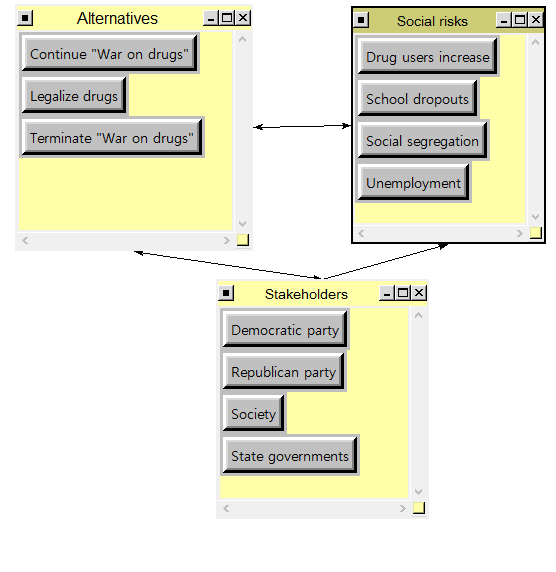 Alternatives
Continue "War on drugs"
Legalize drugs
Terminate "War on drugs"
Social risks
Drug users increase
School dropouts
Social segregation
Unemployment
Stakeholders
Democratic party
Republican party
Society
State governments